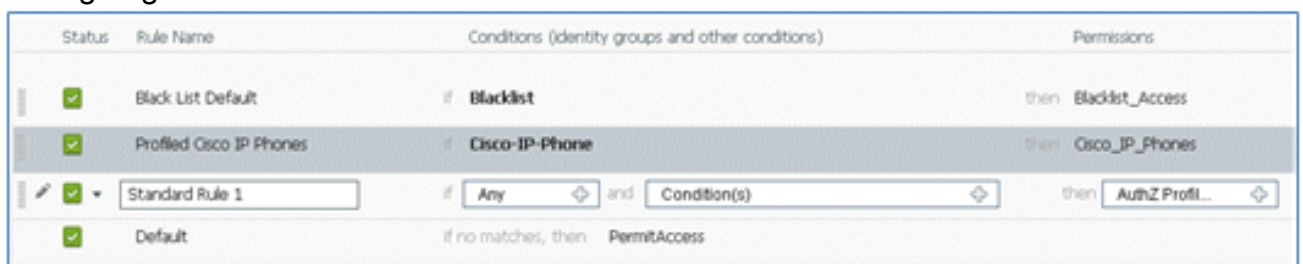 Status Rule Name Conditions (identity groups and other conditions) Permissions
Black List Default if Blacklist then Blacklist_Access
Profiled Cisco IP Phones if Cisco-IP-Phone then Cisco_IP_Phones
Standard Rule 1 if Any and Condition(s) then AuthZ Profil...
Default if no matches, then PermitAccess